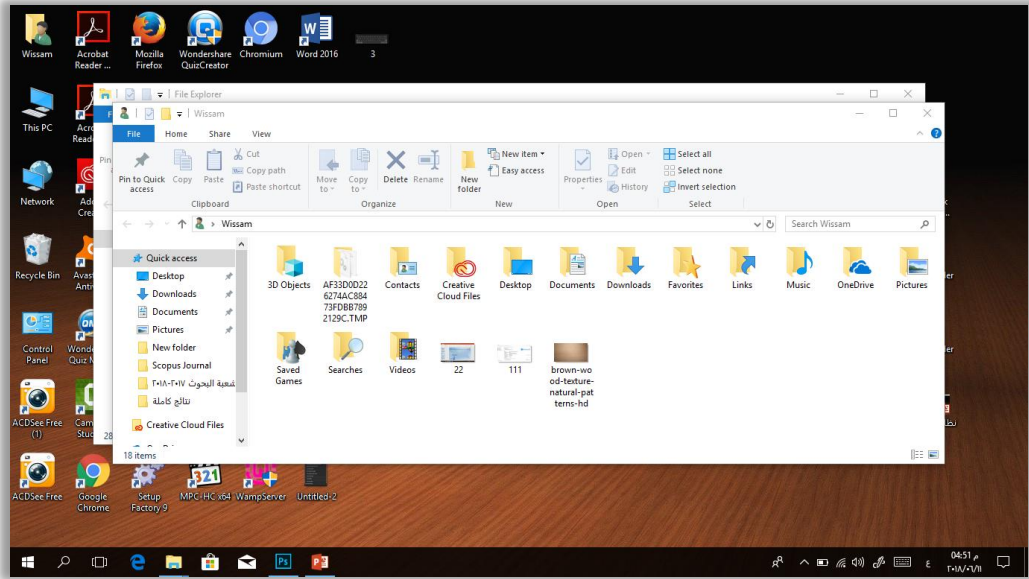 Wissam
Acrobat
Reader ...
Mozilla
Firefox
Wondershare
QuizCreator
Chromium
Word 2016
3
This PC
Network
Recycle Bin
Control
Panel
ACDSee Free
(1)
ACDSee Free
Google
Chrome
Setup
Factory 9
MPC-HC x64
WampServer
Untitled-2
File Explorer
Wissam
File
Home
Share
View
Pin to Quick
access
Copy
Paste
Cut
Copy path
Paste shortcut
Clipboard
Move
to
Copy
to
Delete
Rename
Organize
New
folder
New item
Easy access
New
Properties
Open
Edit
History
Open
Select all
Select none
Invert selection
Select
Wissam
Search Wissam
Quick access
Desktop
Downloads
Documents
Pictures
New folder
Scopus Journal
شعبة البحوث ٢٠١٧-٢٠١٨
نتائج كاملة
Creative Cloud Files
3D Objects
AF33D0D22
6274AC884
73FDBB789
2129C.TMP
Contacts
Creative
Cloud Files
Desktop
Documents
Downloads
Favorites
Links
Music
OneDrive
Pictures
Saved
Games
Searches
Videos
22
111
brown-wo
od-texture-
natural-pat
terns-hd
18 items
28
ع
04:51 م